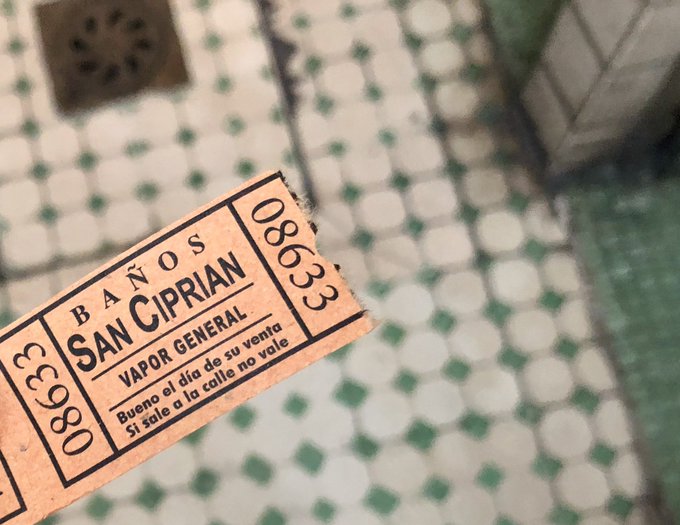 08633
BAÑOS
SAN CIPRIAN
VAPOR GENERAL
Bueno el día de su venta
Si sale a la calle no vale
08633